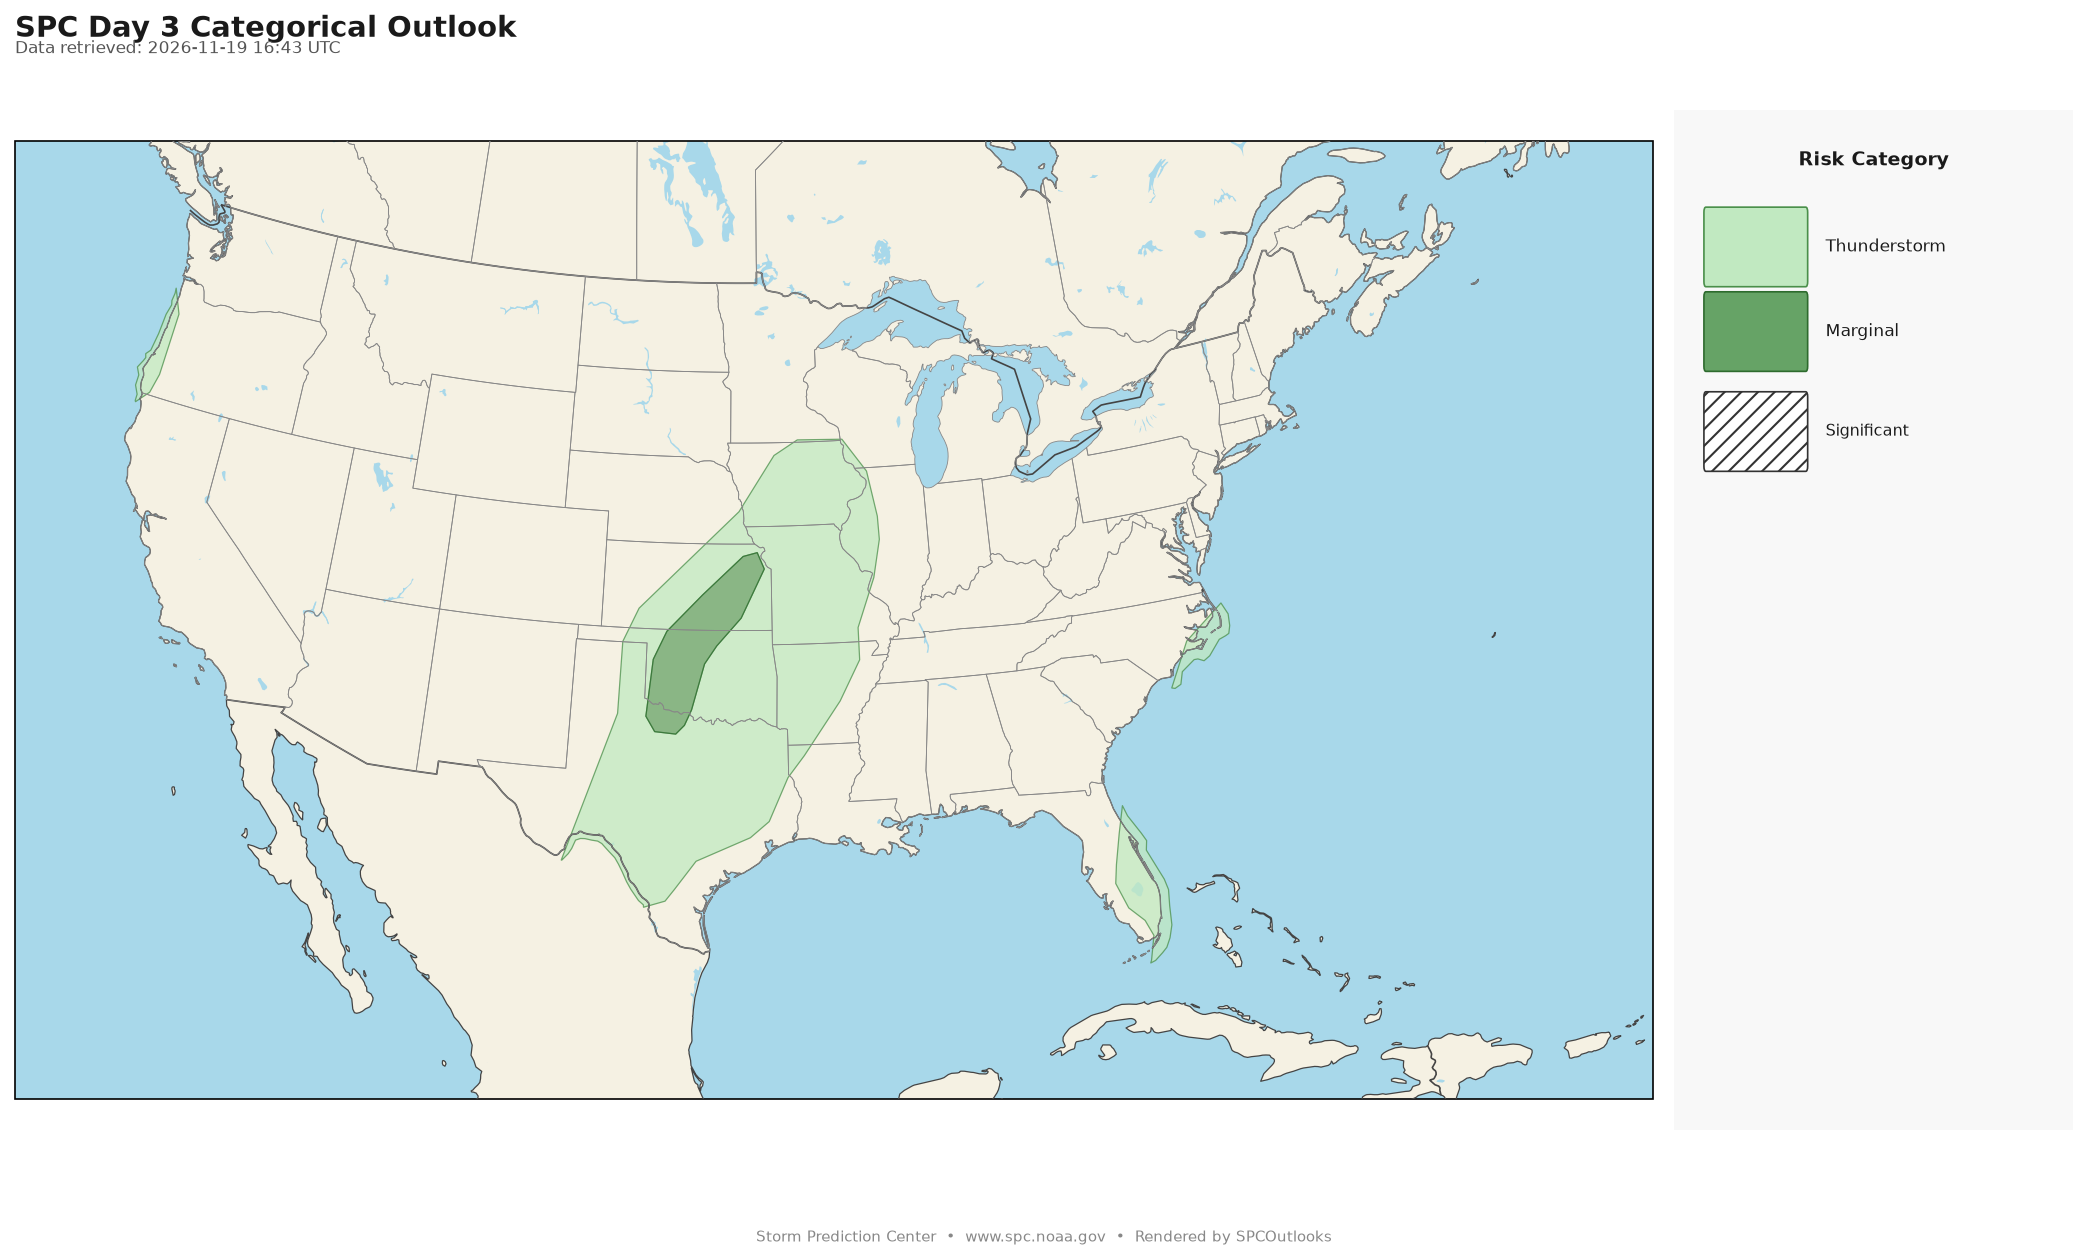 SPC Day 3 Categorical Outlook
Data retrieved: 2026-11-19 16:43 UTC
Risk Category
Thunderstorm
Marginal
Significant
Storm Prediction Center • www.spc.noaa.gov • Rendered by SPCOutlooks